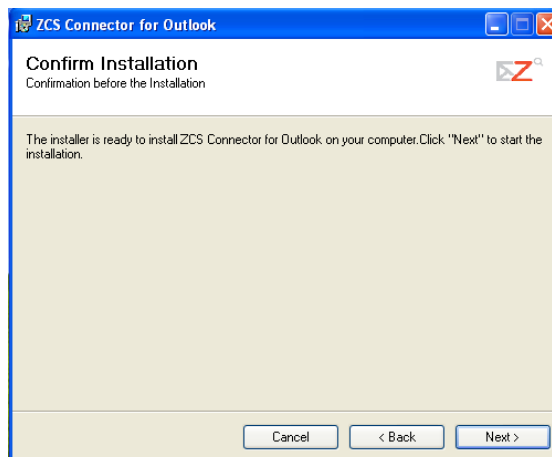 ZCS Connector for Outlook
Confirm Installation
Confirmation before the Installation
Z
The installer is ready to install ZCS Connector for Outlook on your computer.Click "Next" to start the
installation.
Cancel
< Back
Next >